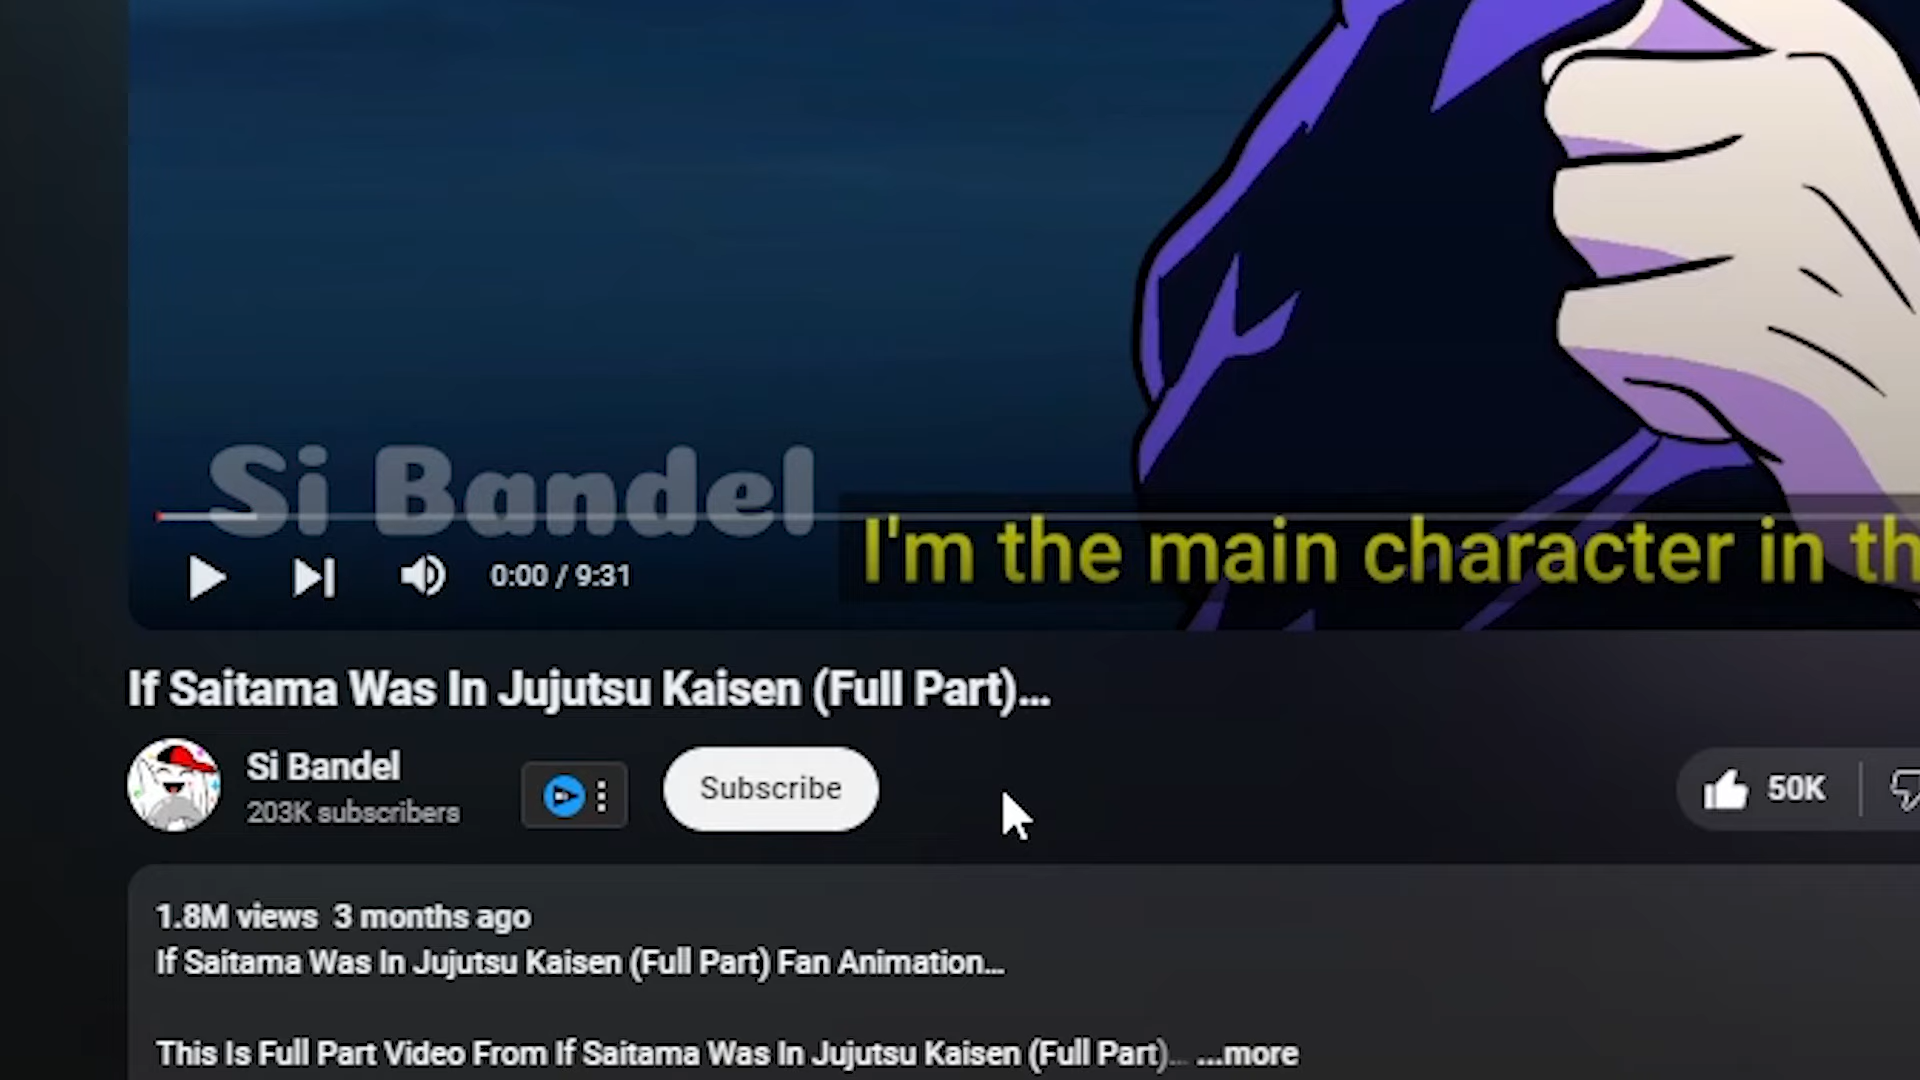 Si Bandel
I'm the main character in th
0:00 / 9:31
If Saitama Was In Jujutsu Kaisen (Full Part)...
Si Bandel
203K subscribers
Subscribe
50K
1.8M views 3 months ago
If Saitama Was In Jujutsu Kaisen (Full Part) Fan Animation...
This Is Full Part Video From If Saitama Was In Jujutsu Kaisen (Full Part)... ...more